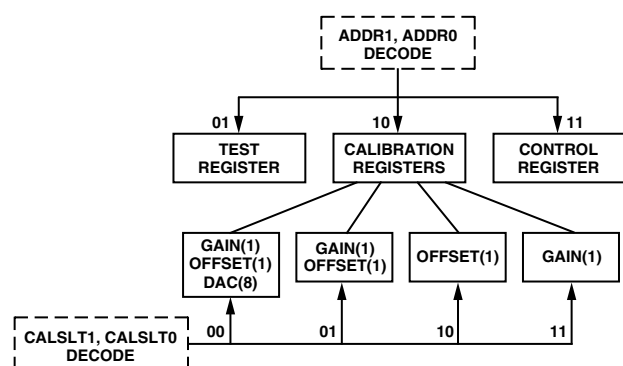 ADDR1, ADDR0
DECODE
01
10
11
TEST
REGISTER
CALIBRATION
REGISTERS
CONTROL
REGISTER
GAIN(1)
OFFSET(1)
DAC(8)
GAIN(1)
OFFSET(1)
OFFSET(1)
GAIN(1)
CALSLT1, CALSLT0
DECODE
00
01
10
11